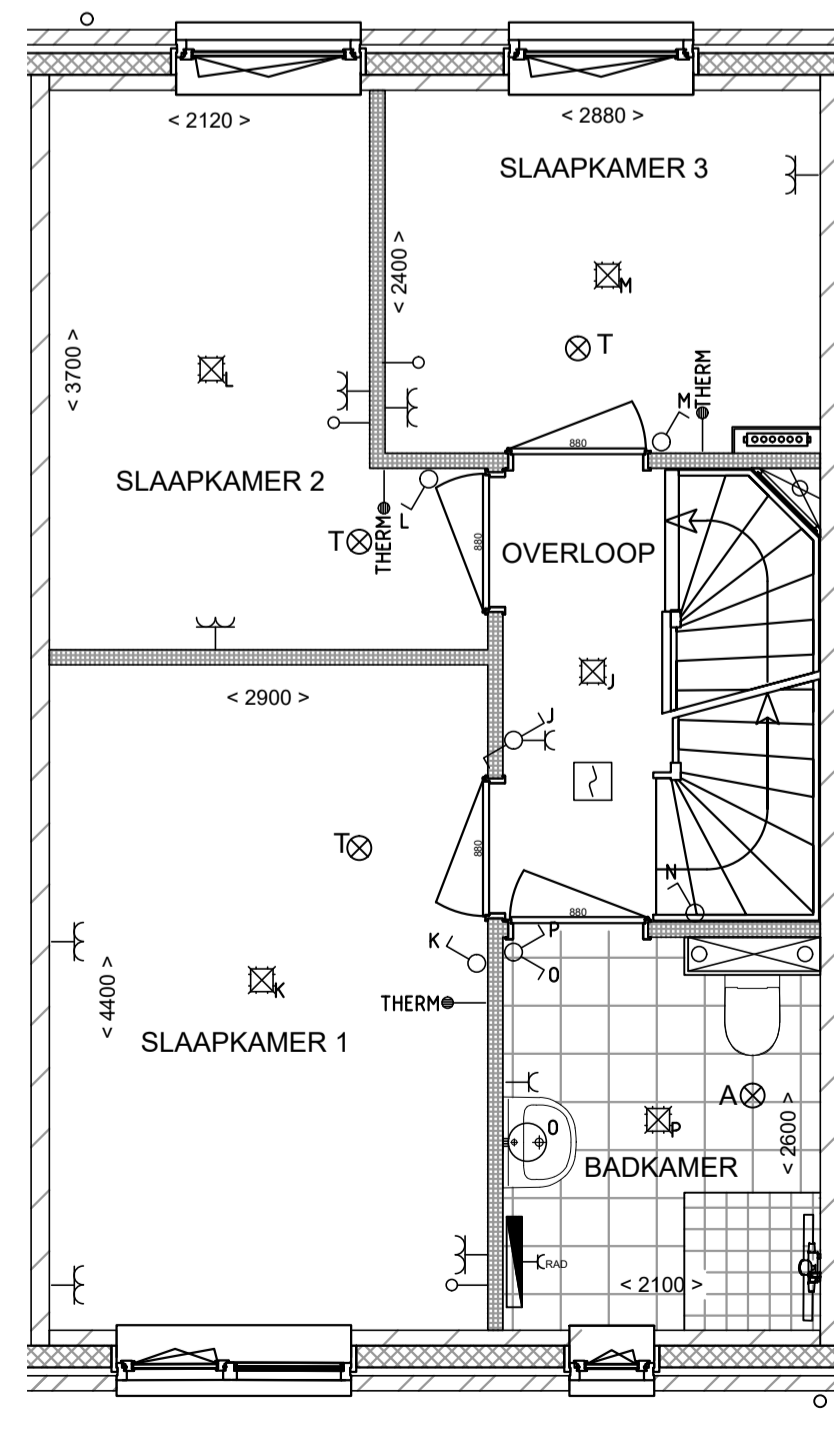 < 2120 >
< 2880 >
SLAAPKAMER 3
< 2400 >
M
T
< 3700 >
L
M
THERM
880
SLAAPKAMER 2
L
THERM
T
880
OVERLOOP
J
< 2900 >
J
T
880
N
880
K
P
O
< 4400 >
K
THERM
SLAAPKAMER 1
A
O
P
< 2600 >
BADKAMER
RAD
< 2100 >